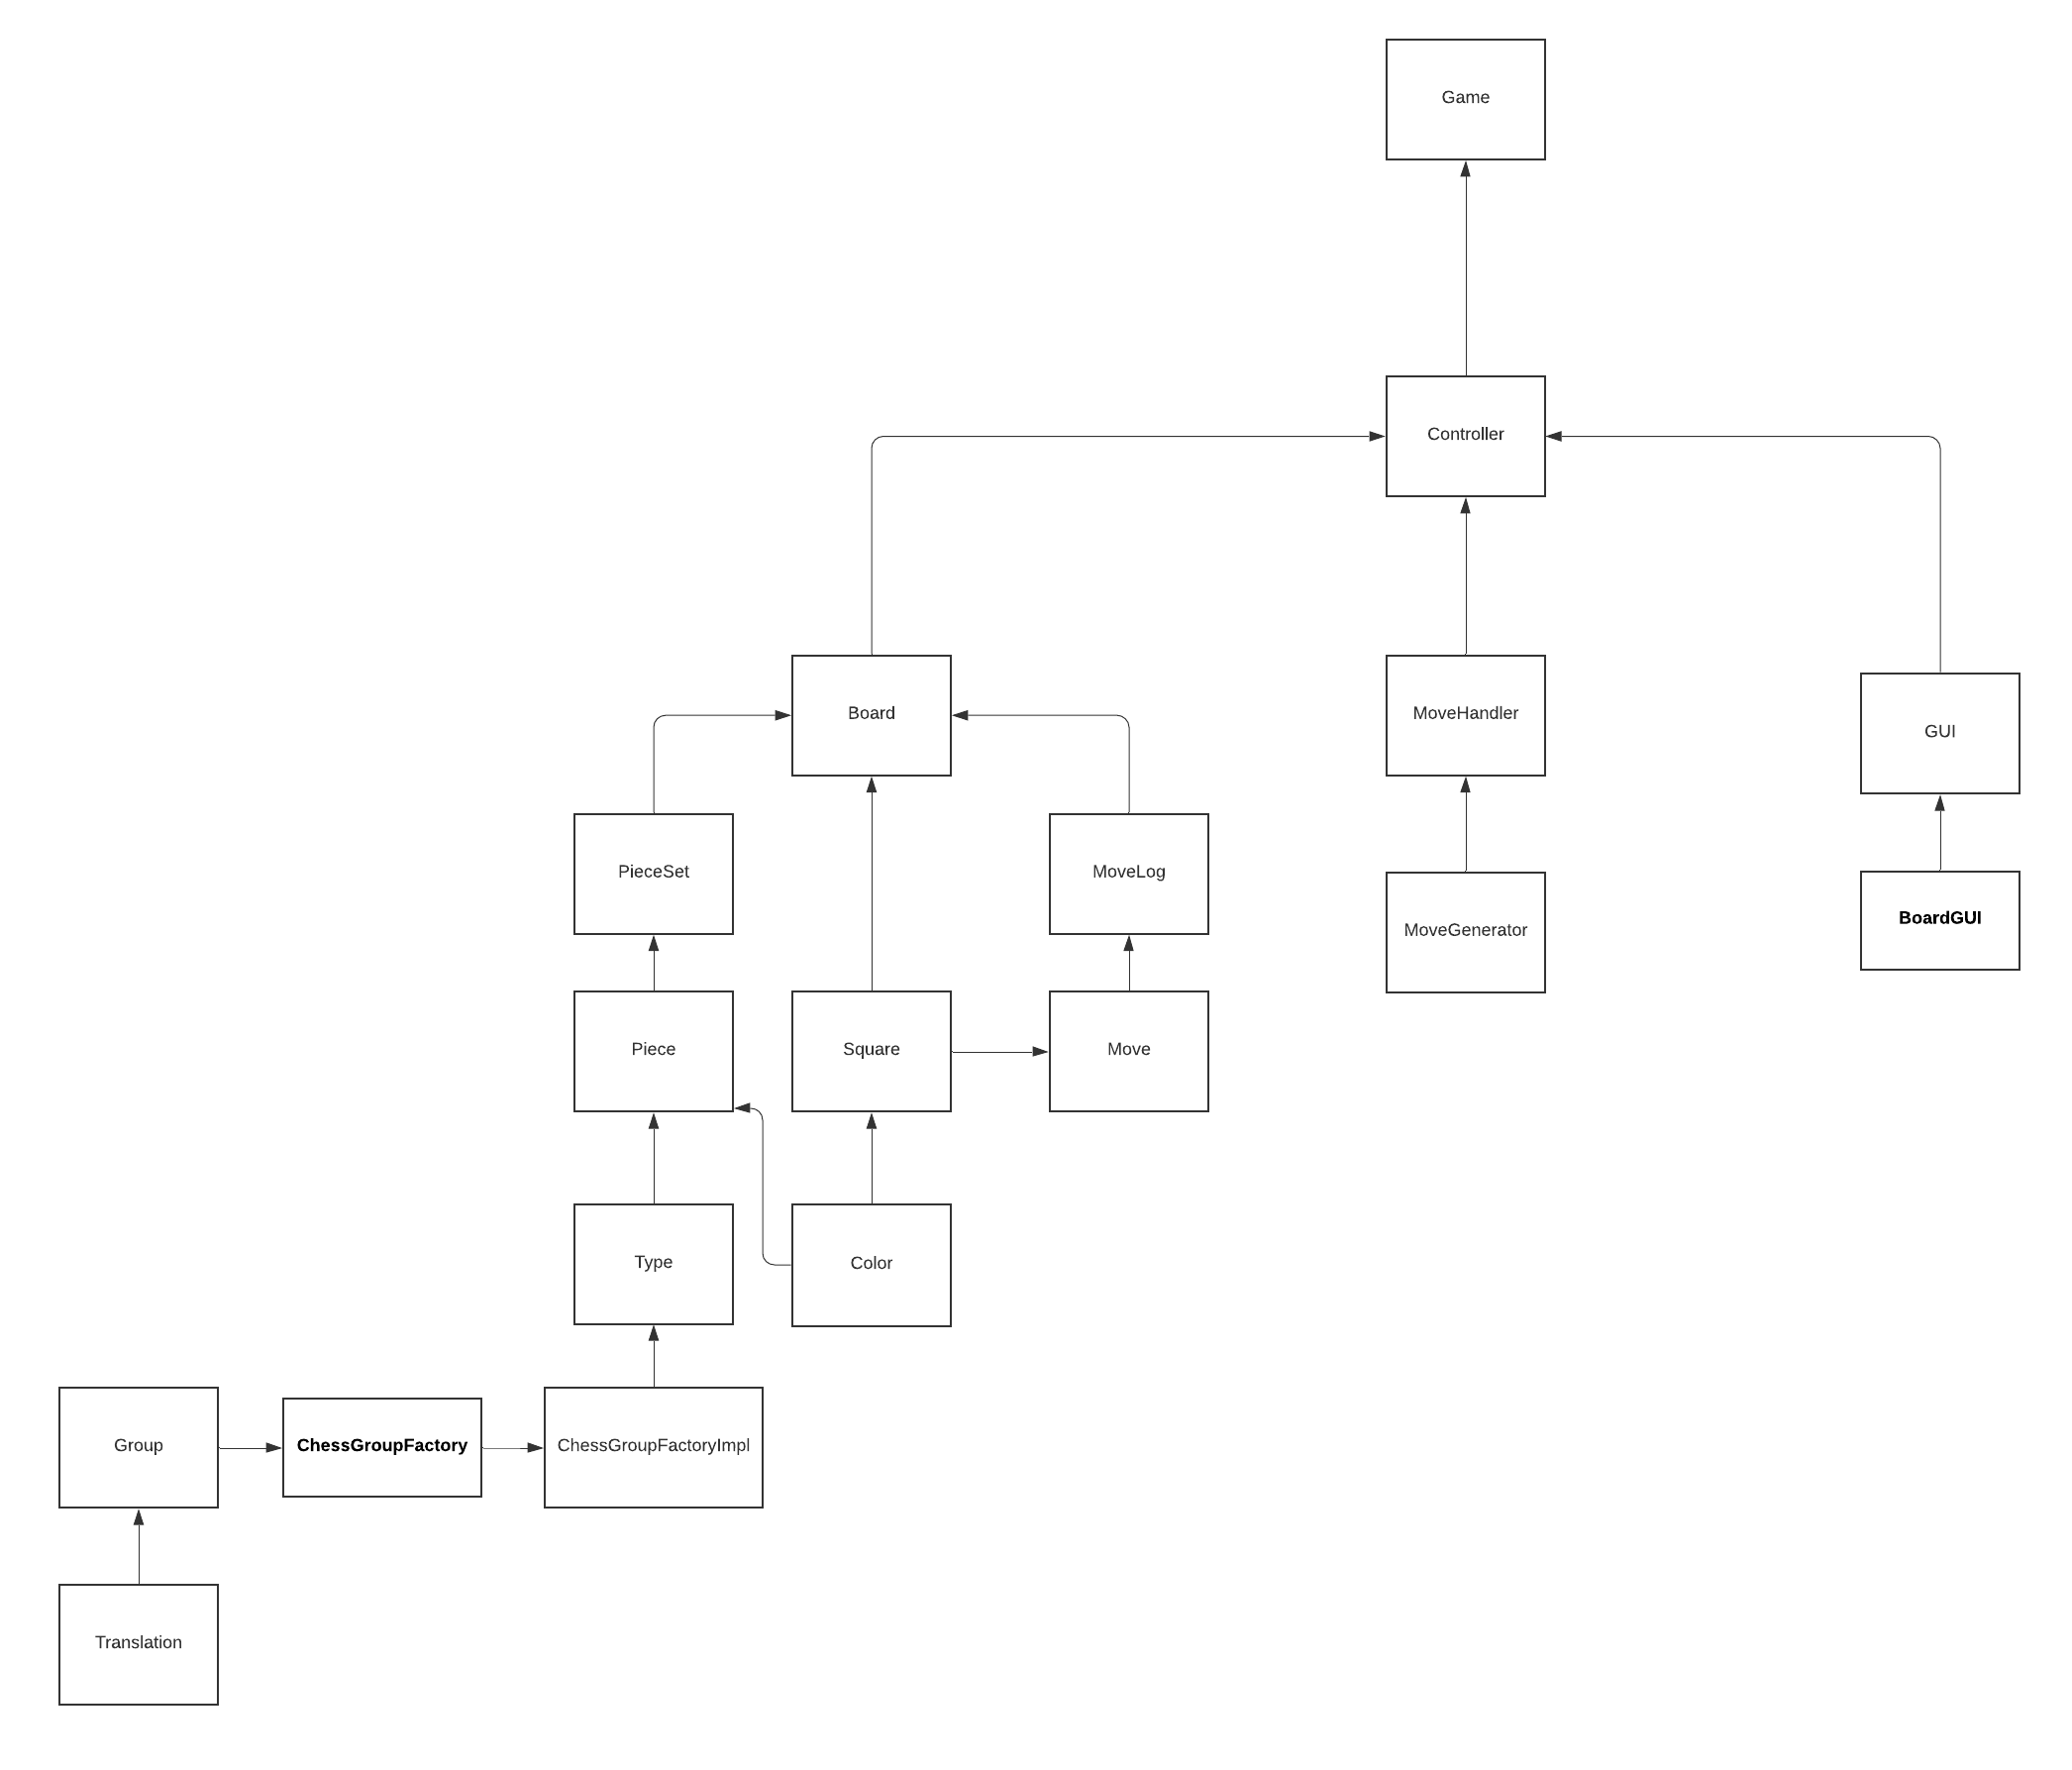 Game
Controller
Board
MoveHandler
GUI
PieceSet
MoveLog
MoveGenerator
BoardGUI
Piece
Square
Move
Type
Color
Group
ChessGroupFactory
ChessGroupFactoryImpl
Translation